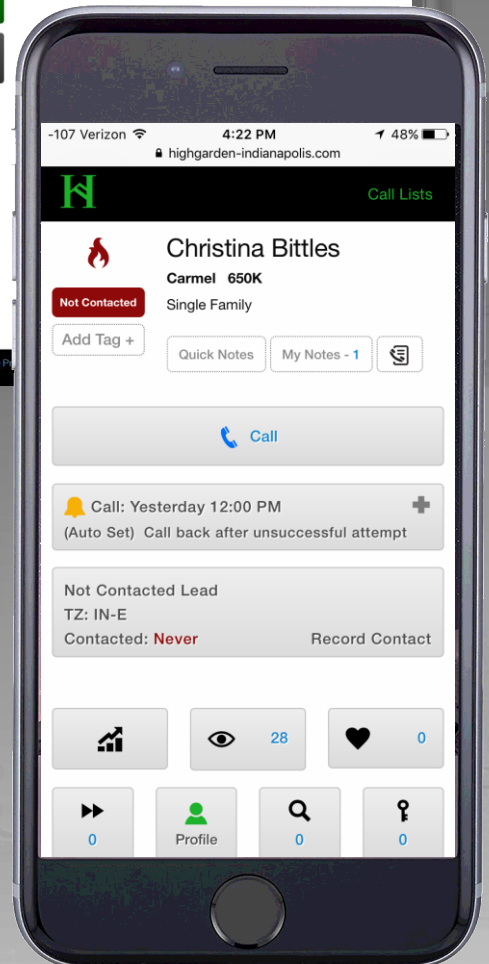 -107 Verizon 4:22 PM 48%
highgarden-indianapolis.com
H Call Lists
Christina Bittles
Carmel 650K
Not Contacted Single Family
Add Tag + Quick Notes My Notes - 1
Call
Call: Yesterday 12:00 PM
(Auto Set) Call back after unsuccessful attempt
Not Contacted Lead
TZ: IN-E
Contacted: Never Record Contact
28 0
0 Profile 0 0